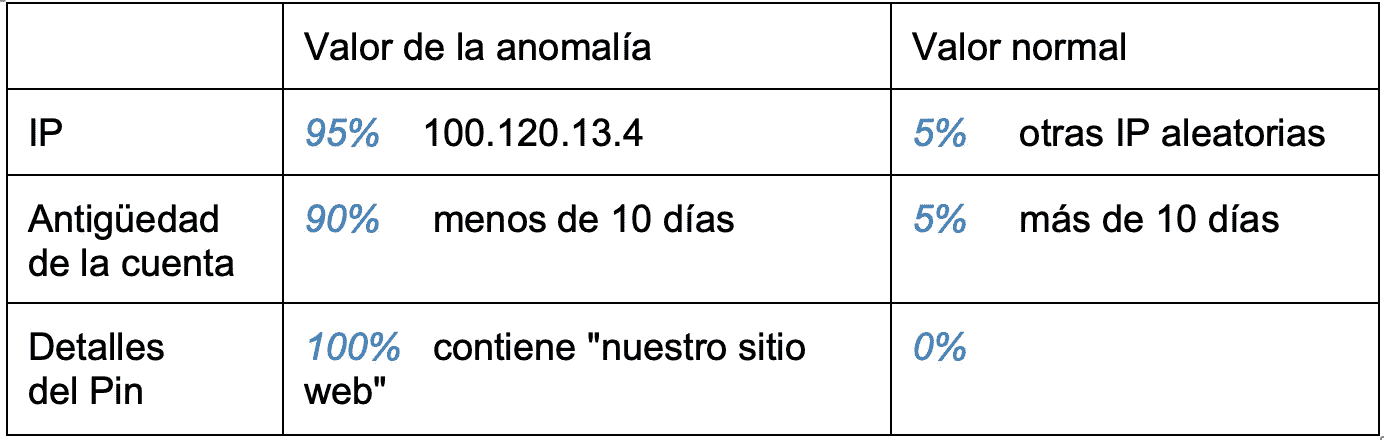 Valor de la anomalía Valor normal
IP 95% 100.120.13.4 5% otras IP aleatorias
Antigüedad de la cuenta 90% menos de 10 días 5% más de 10 días
Detalles del Pin 100% contiene "nuestro sitio web" 0%